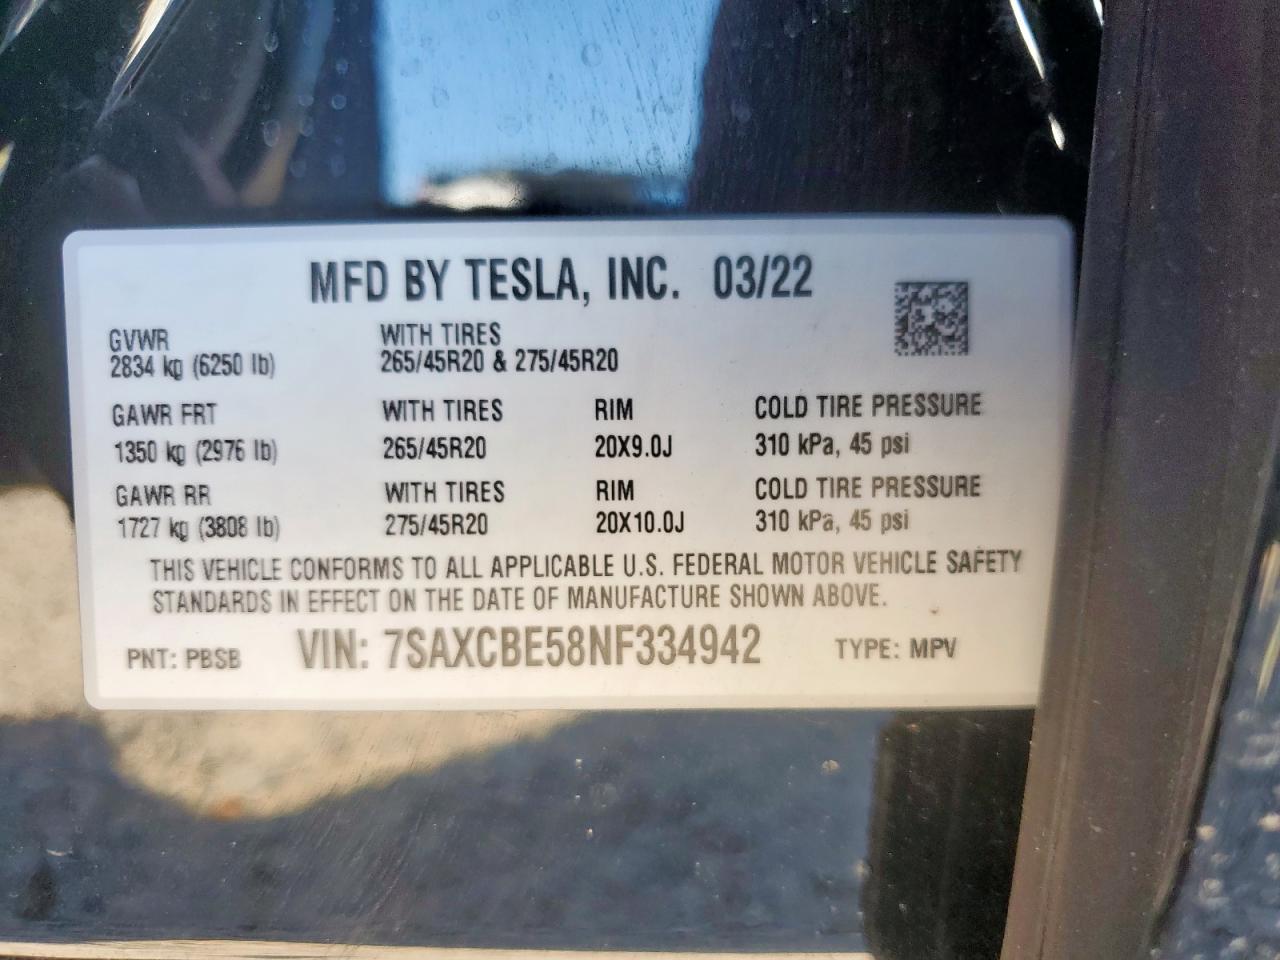 MFD BY TESLA, INC. 03/22
GVWR WITH TIRES
2834 kg (6250 lb) 265/45R20 & 275/45R20
GAWR FRT WITH TIRES RIM COLD TIRE PRESSURE
1350 kg (2976 lb) 265/45R20 20X9.0J 310 kPa, 45 psi
GAWR RR WITH TIRES RIM COLD TIRE PRESSURE
1727 kg (3808 lb) 275/45R20 20X10.0J 310 kPa, 45 psi
THIS VEHICLE CONFORMS TO ALL APPLICABLE U.S. FEDERAL MOTOR VEHICLE SAFETY
STANDARDS IN EFFECT ON THE DATE OF MANUFACTURE SHOWN ABOVE.
PNT: PBSB VIN: 7SAXCBE58NF334942 TYPE: MPV